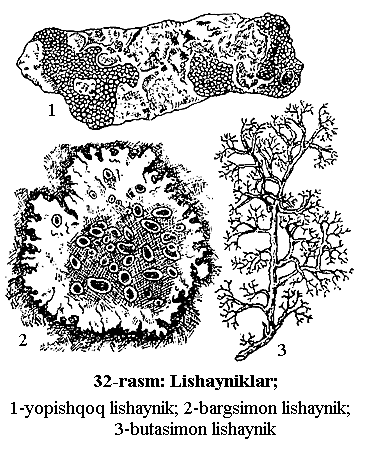 1
2
3
32-rasm: Lishayniklar;
1-yopishqoq lishaynik; 2-bargsimon lishaynik;
3-butasimon lishaynik